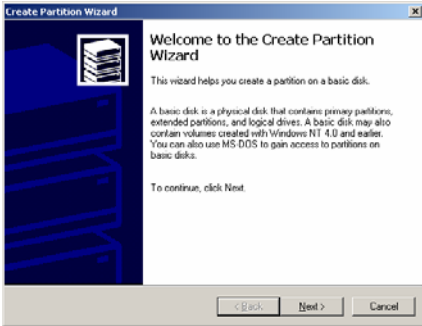 Create Partition Wizard
Welcome to the Create Partition
Wizard
This wizard helps you create a partition on a basic disk.
A basic disk is a physical disk that contains primary partitions,
extended partitions, and logical drives. A basic disk may also
contain volumes created with Windows NT 4.0 and earlier.
You can also use MS-DOS to gain access to partitions on
basic disks.
To continue, click Next.
< Back Next > Cancel